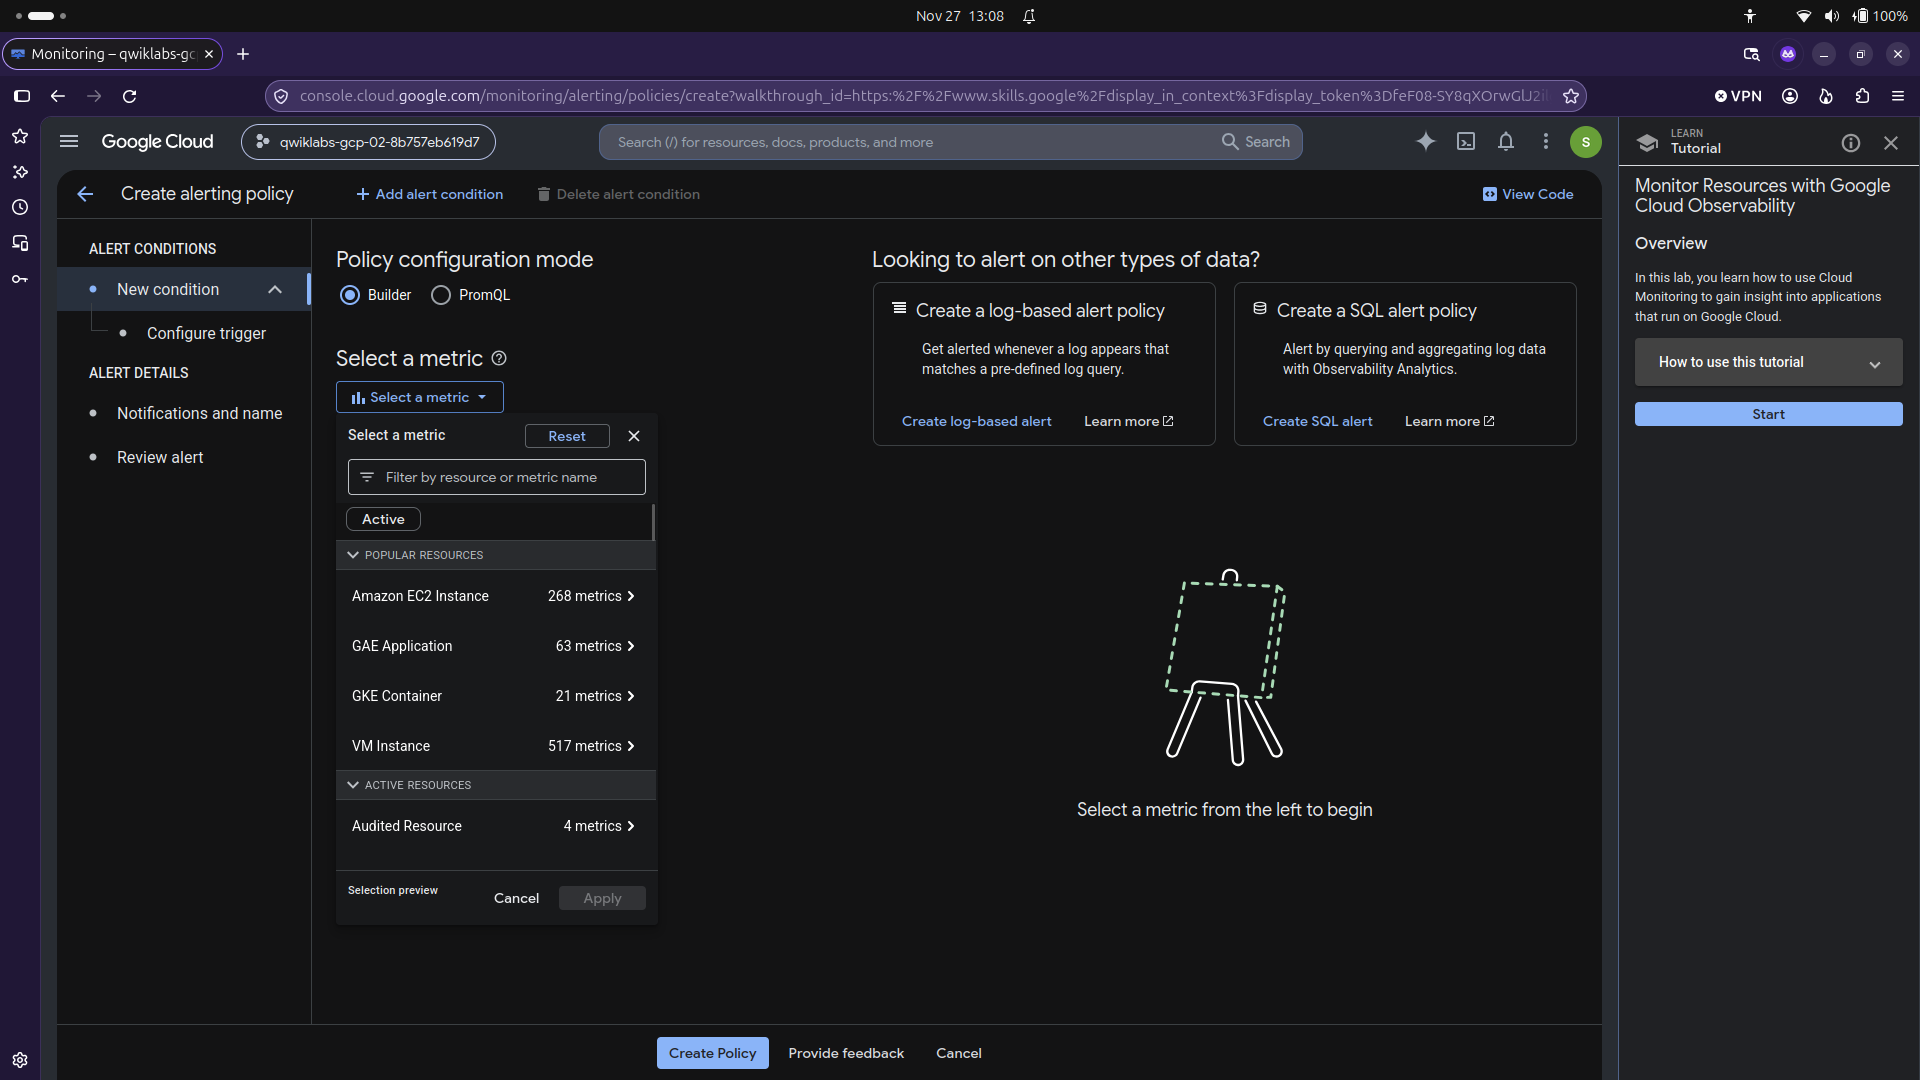 Nov 27 13:08
100%
Monitoring – qwiklabs-gc
VPN
console.cloud.google.com/monitoring/alerting/policies/create?walkthrough_id=https:%2F%2Fwww.skills.google%2Fdisplay_in_context%3Fdisplay_token%3DfeF08-SY8qXOrwGlJ2il
Google Cloud
qwiklabs-gcp-02-8b757eb619d7
Search (/) for resources, docs, products, and more
Search
S
LEARN
Tutorial
Create alerting policy
Add alert condition
Delete alert condition
View Code
ALERT CONDITIONS
New condition
Configure trigger
ALERT DETAILS
Notifications and name
Review alert
Policy configuration mode
Builder
PromQL
Select a metric
Select a metric
Select a metric
Reset
Filter by resource or metric name
Active
POPULAR RESOURCES
Amazon EC2 Instance 268 metrics
GAE Application 63 metrics
GKE Container 21 metrics
VM Instance 517 metrics
ACTIVE RESOURCES
Audited Resource 4 metrics
Selection preview
Cancel
Apply
Looking to alert on other types of data?
Create a log-based alert policy
Get alerted whenever a log appears that
matches a pre-defined log query.
Create log-based alert
Learn more
Create a SQL alert policy
Alert by querying and aggregating log data
with Observability Analytics.
Create SQL alert
Learn more
Select a metric from the left to begin
Create Policy
Provide feedback
Cancel
Monitor Resources with Google
Cloud Observability
Overview
In this lab, you learn how to use Cloud
Monitoring to gain insight into applications
that run on Google Cloud.
How to use this tutorial
Start